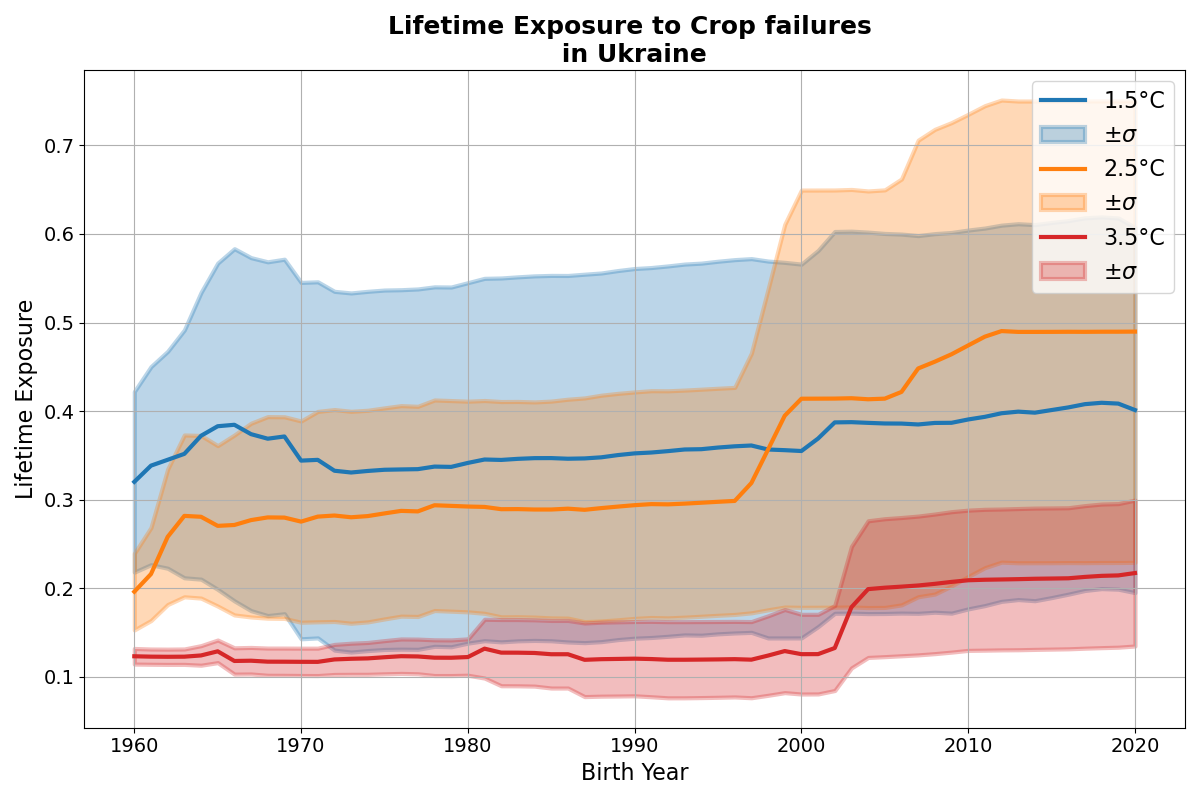 Lifetime Exposure to Crop failures
in Ukraine
Lifetime Exposure
0.7
0.6
0.5
0.4
0.3
0.2
0.1
1.5°C
±σ
2.5°C
±σ
3.5°C
±σ
1960 1970 1980 1990 2000 2010 2020
Birth Year